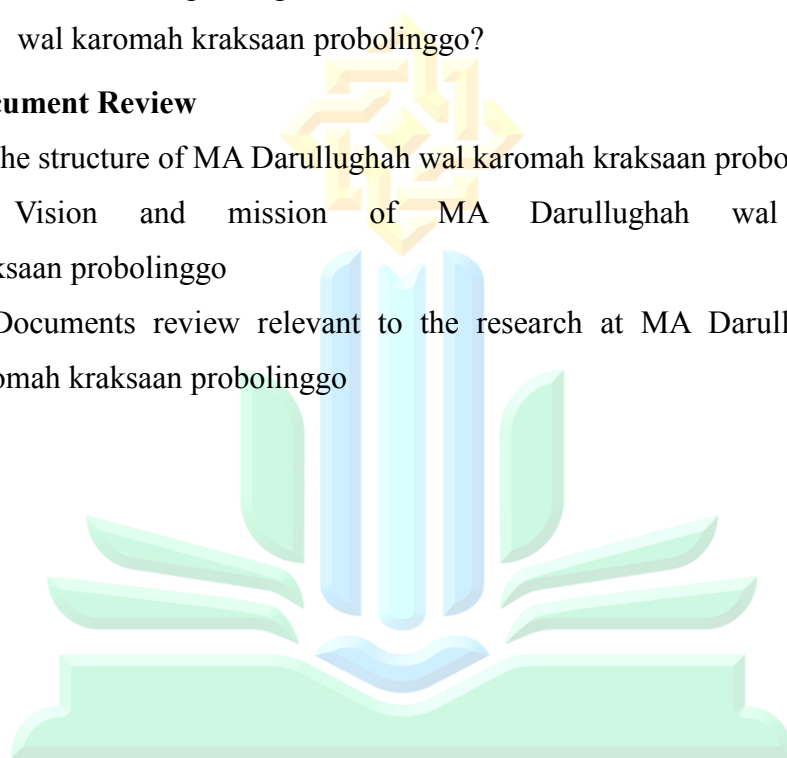 wal karomah kraksaan probolinggo?
cument Review
he structure of MA Darullughah wal karomah kraksaan probo
Vision and mission of MA Darullughah wal
ksaan probolinggo
Documents review relevant to the research at MA Darull
omah kraksaan probolinggo